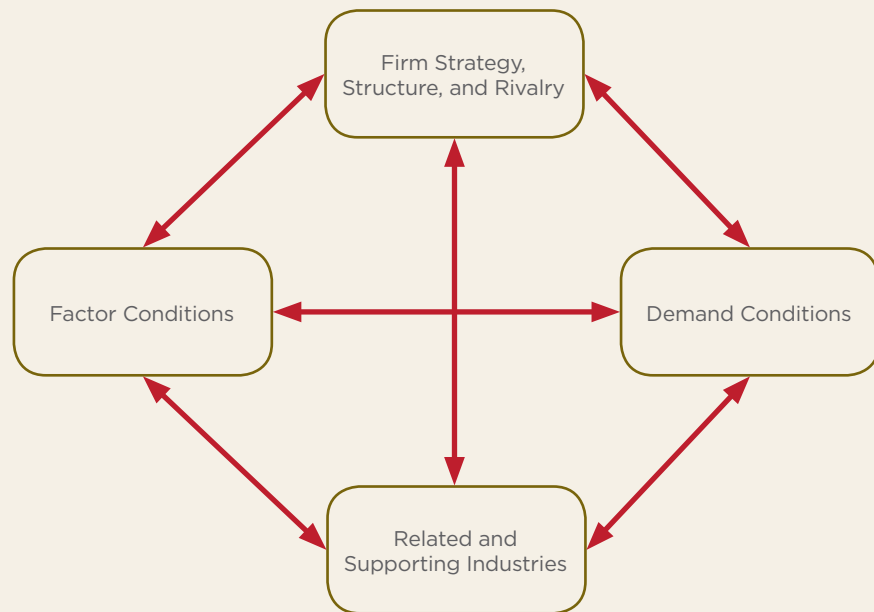 Firm Strategy,
Structure, and Rivalry
Factor Conditions
Demand Conditions
Related and
Supporting Industries